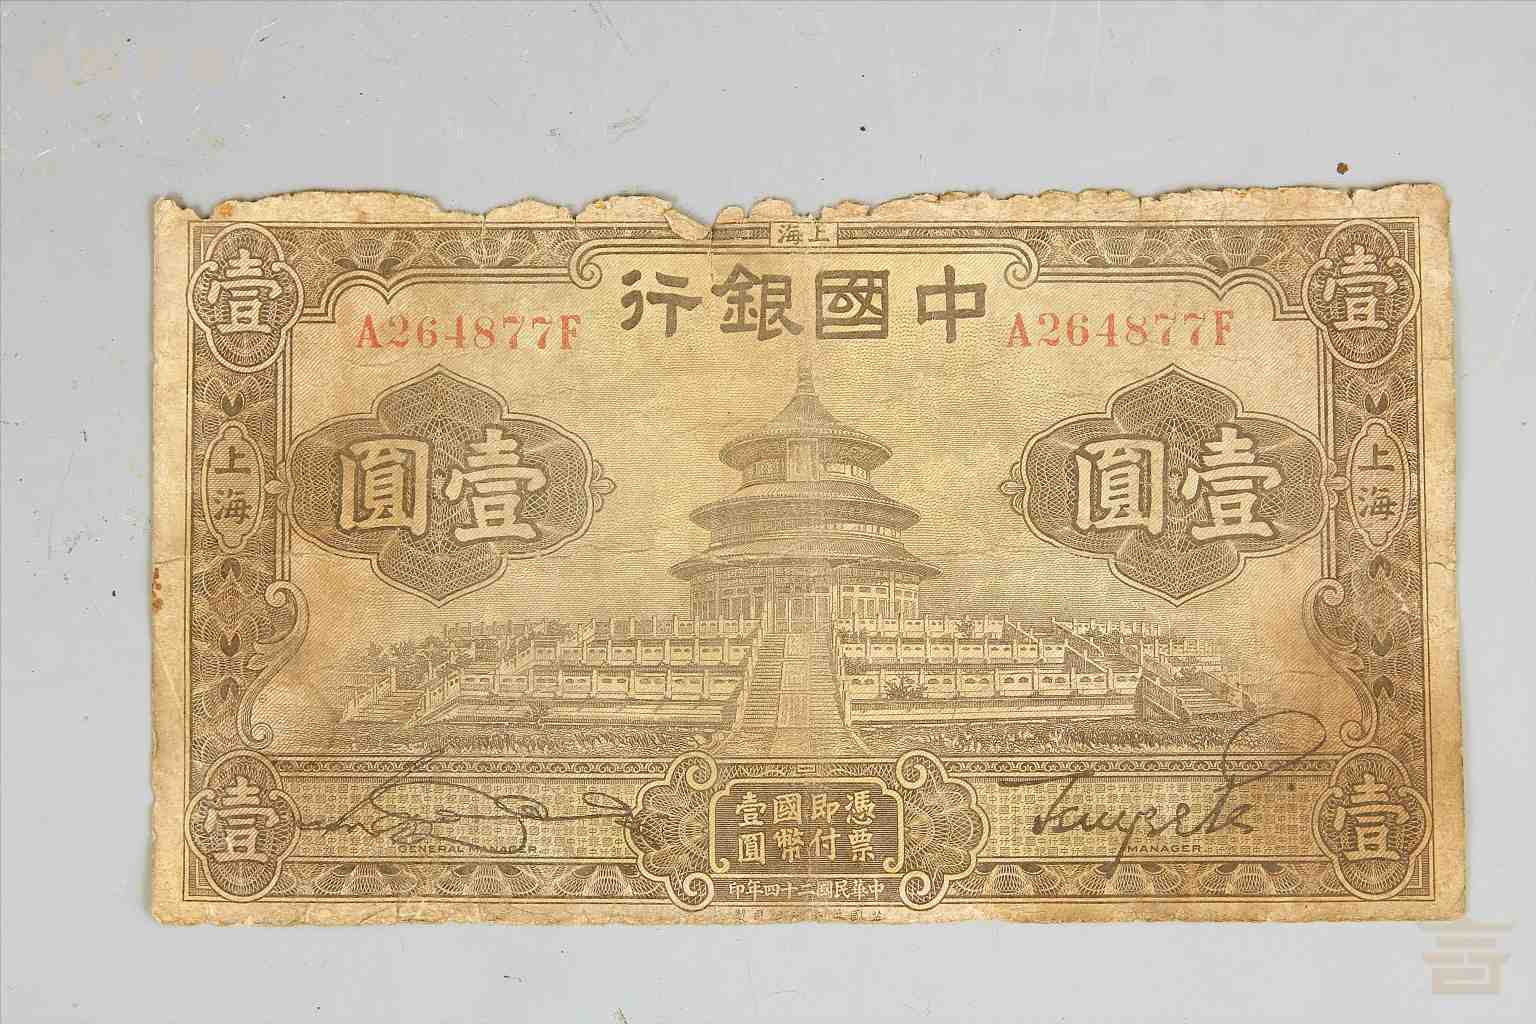 上海
中國銀行
壹
壹
A264877F
A264877F
壹圓
壹圓
上海
上海
憑票
即付
國幣
壹圓
壹
壹
GENERAL MANAGER
MANAGER
中華民國二十四年印